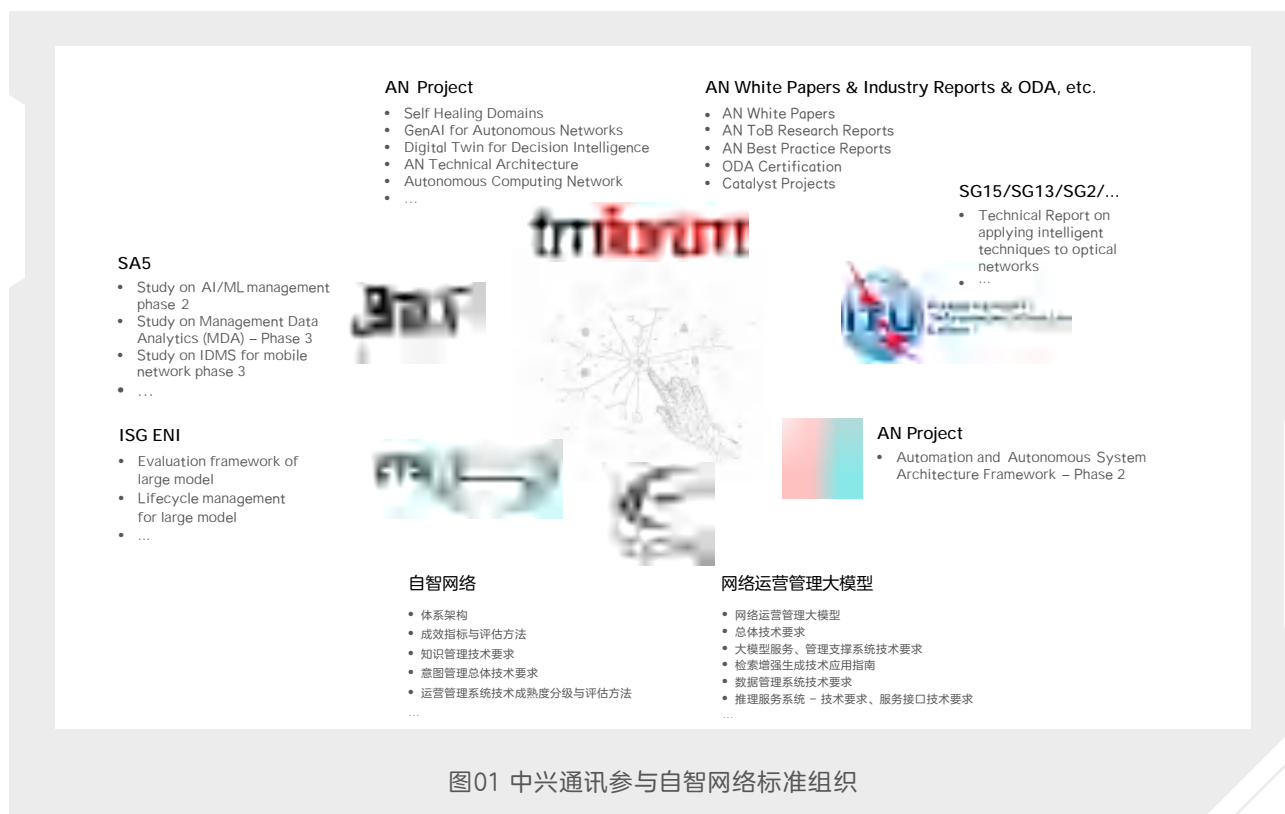 AN Project
• Self Healing Domains
• GenAI for Autonomous Networks
• Digital Twin for Decision Intelligence
• AN Technical Architecture
• Autonomous Computing Network
• ...
AN White Papers & Industry Reports & ODA, etc.
• AN White Papers
• AN ToB Research Reports
• AN Best Practice Reports
• ODA Certification
• Catalyst Projects
SG15/SG13/SG2/...
• Technical Report on
applying intelligent
techniques to optical
networks
• ...
tmforum
SA5
• Study on AI/ML management
phase 2
• Study on Management Data
Analytics (MDA) – Phase 3
• Study on IDMS for mobile
network phase 3
• ...
ITU
ISG ENI
• Evaluation framework of
large model
• Lifecycle management
for large model
• ...
AN Project
• Automation and Autonomous System
Architecture Framework – Phase 2
自智网络
• 体系架构
• 成效指标与评估方法
• 知识管理技术要求
• 意图管理总体技术要求
• 运营管理系统技术成熟度分级与评估方法
...
网络运营管理大模型
• 网络运营管理大模型
• 总体技术要求
• 大模型服务、管理支撑系统技术要求
• 检索增强生成技术应用指南
• 数据管理系统技术要求
• 推理服务系统 – 技术要求、服务接口技术要求
...
图01 中兴通讯参与自智网络标准组织